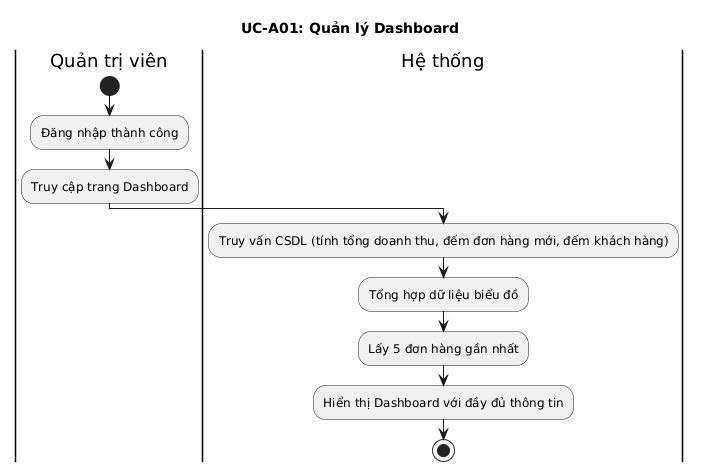 UC-A01: Quản lý Dashboard
Quản trị viên
Hệ thống
Đăng nhập thành công
Truy cập trang Dashboard
Truy vấn CSDL (tính tổng doanh thu, đếm đơn hàng mới, đếm khách hàng)
Tổng hợp dữ liệu biểu đồ
Lấy 5 đơn hàng gần nhất
Hiển thị Dashboard với đầy đủ thông tin